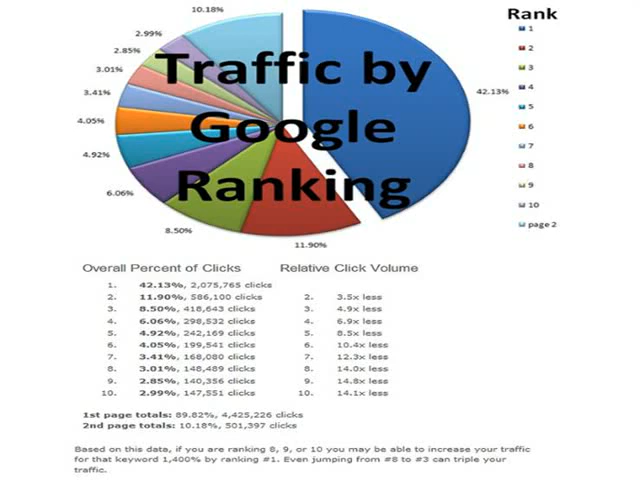 10.18%
Rank
2.99%
2.85%
3.01%
3.41%
4.05%
4.92%
6.06%
8.50%
11.90%
42.13%
Traffic by
Google
Ranking
1
2
3
4
5
6
7
8
9
10
page 2
Overall Percent of Clicks Relative Click Volume
1. 42.13%, 2,075,765 clicks
2. 11.90%, 586,100 clicks 2. 3.5x less
3. 8.50%, 418,643 clicks 3. 4.9x less
4. 6.06%, 298,532 clicks 4. 6.9x less
5. 4.92%, 242,169 clicks 5. 8.5x less
6. 4.05%, 199,541 clicks 6. 10.4x less
7. 3.41%, 168,080 clicks 7. 12.3x less
8. 3.01%, 148,489 clicks 8. 14.0x less
9. 2.85%, 140,356 clicks 9. 14.8x less
10. 2.99%, 147,551 clicks 10. 14.1x less
1st page totals: 89.82%, 4,425,226 clicks
2nd page totals: 10.18%, 501,397 clicks
Based on this data, if you are ranking 8, 9, or 10 you may be able to increase your traffic
for that keyword 1,400% by ranking #1. Even jumping from #8 to #3 can triple your
traffic.